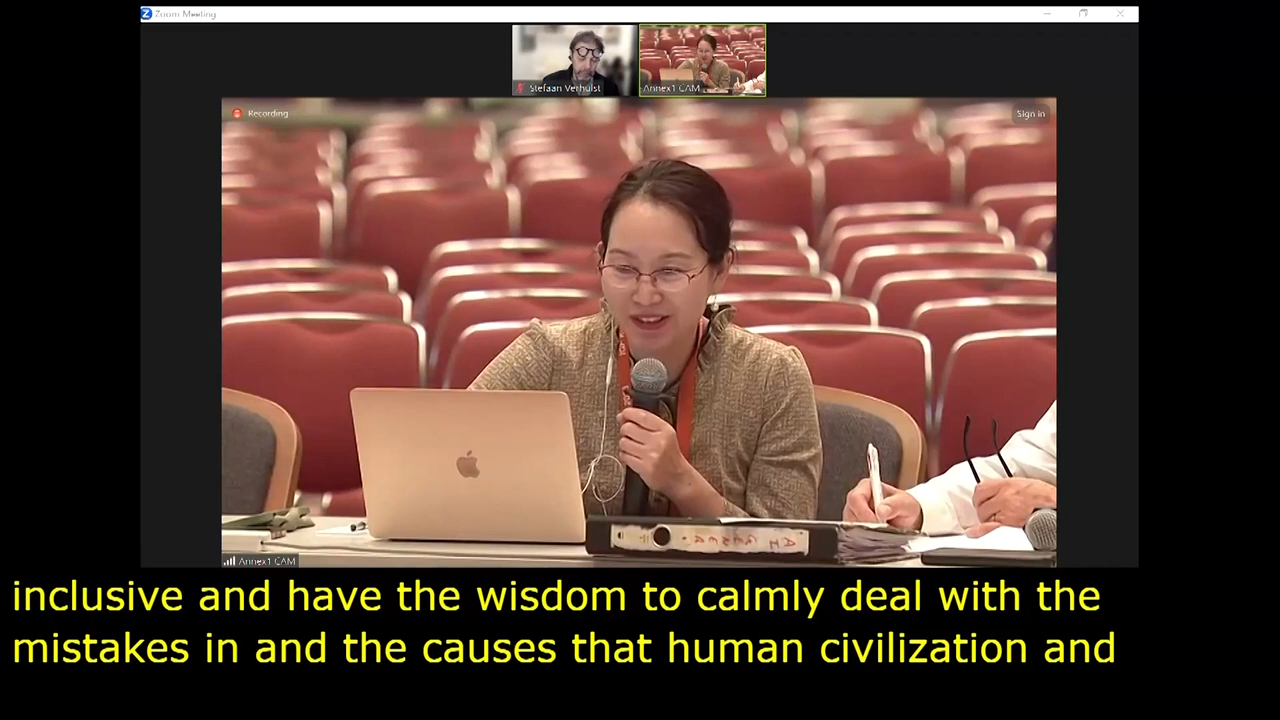 Zoom Meeting
Stefaan Verhulst
Annex1 CAM
Recording
Sign in
Annex1 CAM
inclusive and have the wisdom to calmly deal with the
mistakes in and the causes that human civilization and